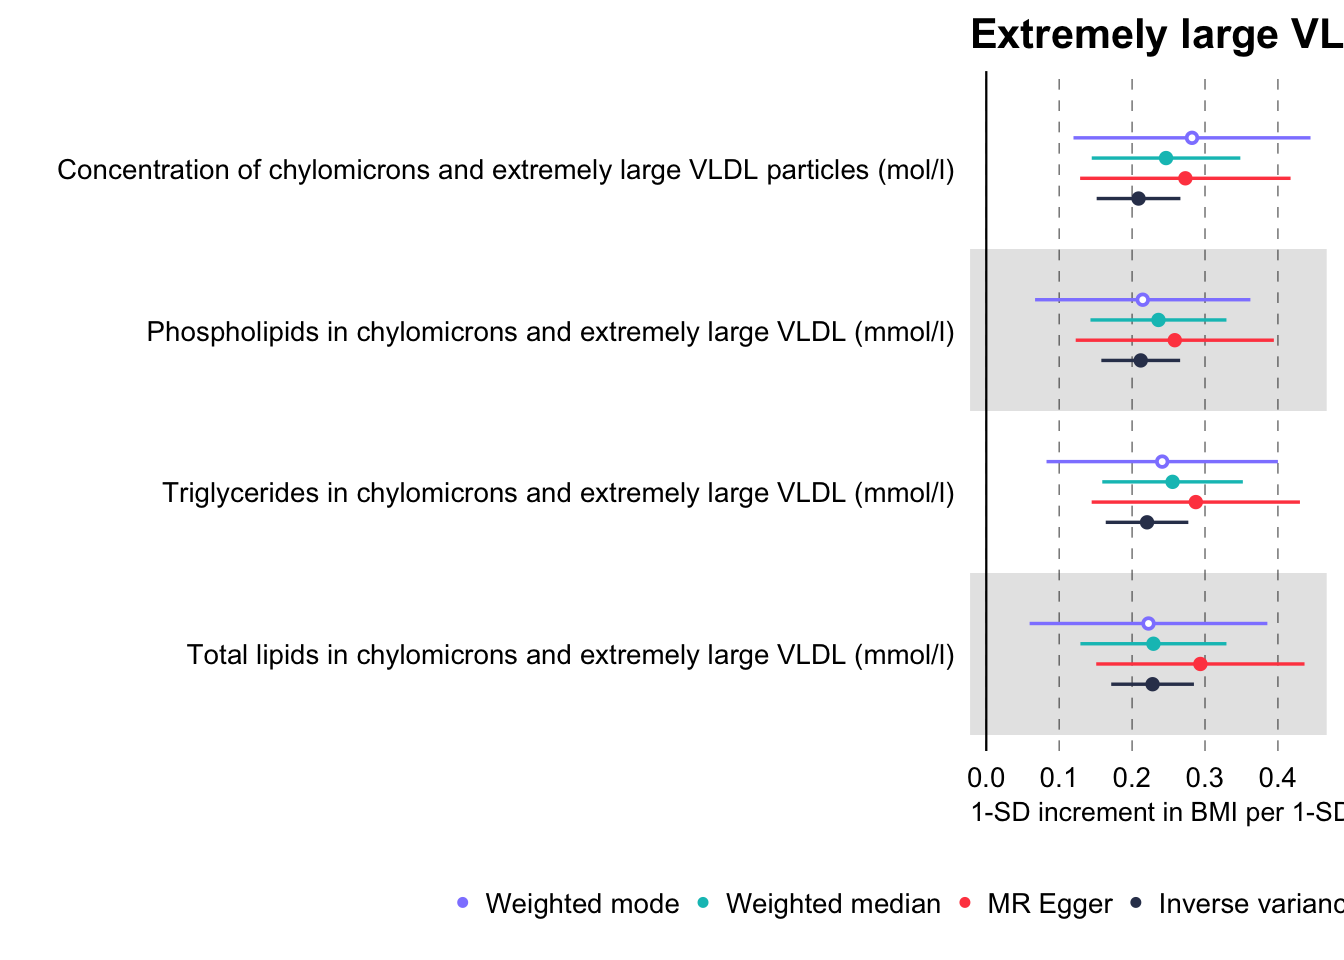 Extremely large VL
Concentration of chylomicrons and extremely large VLDL particles (mol/l)
Phospholipids in chylomicrons and extremely large VLDL (mmol/l)
Triglycerides in chylomicrons and extremely large VLDL (mmol/l)
Total lipids in chylomicrons and extremely large VLDL (mmol/l)
0.0 0.1 0.2 0.3 0.4
1-SD increment in BMI per 1-SD
Weighted mode Weighted median MR Egger Inverse varianc